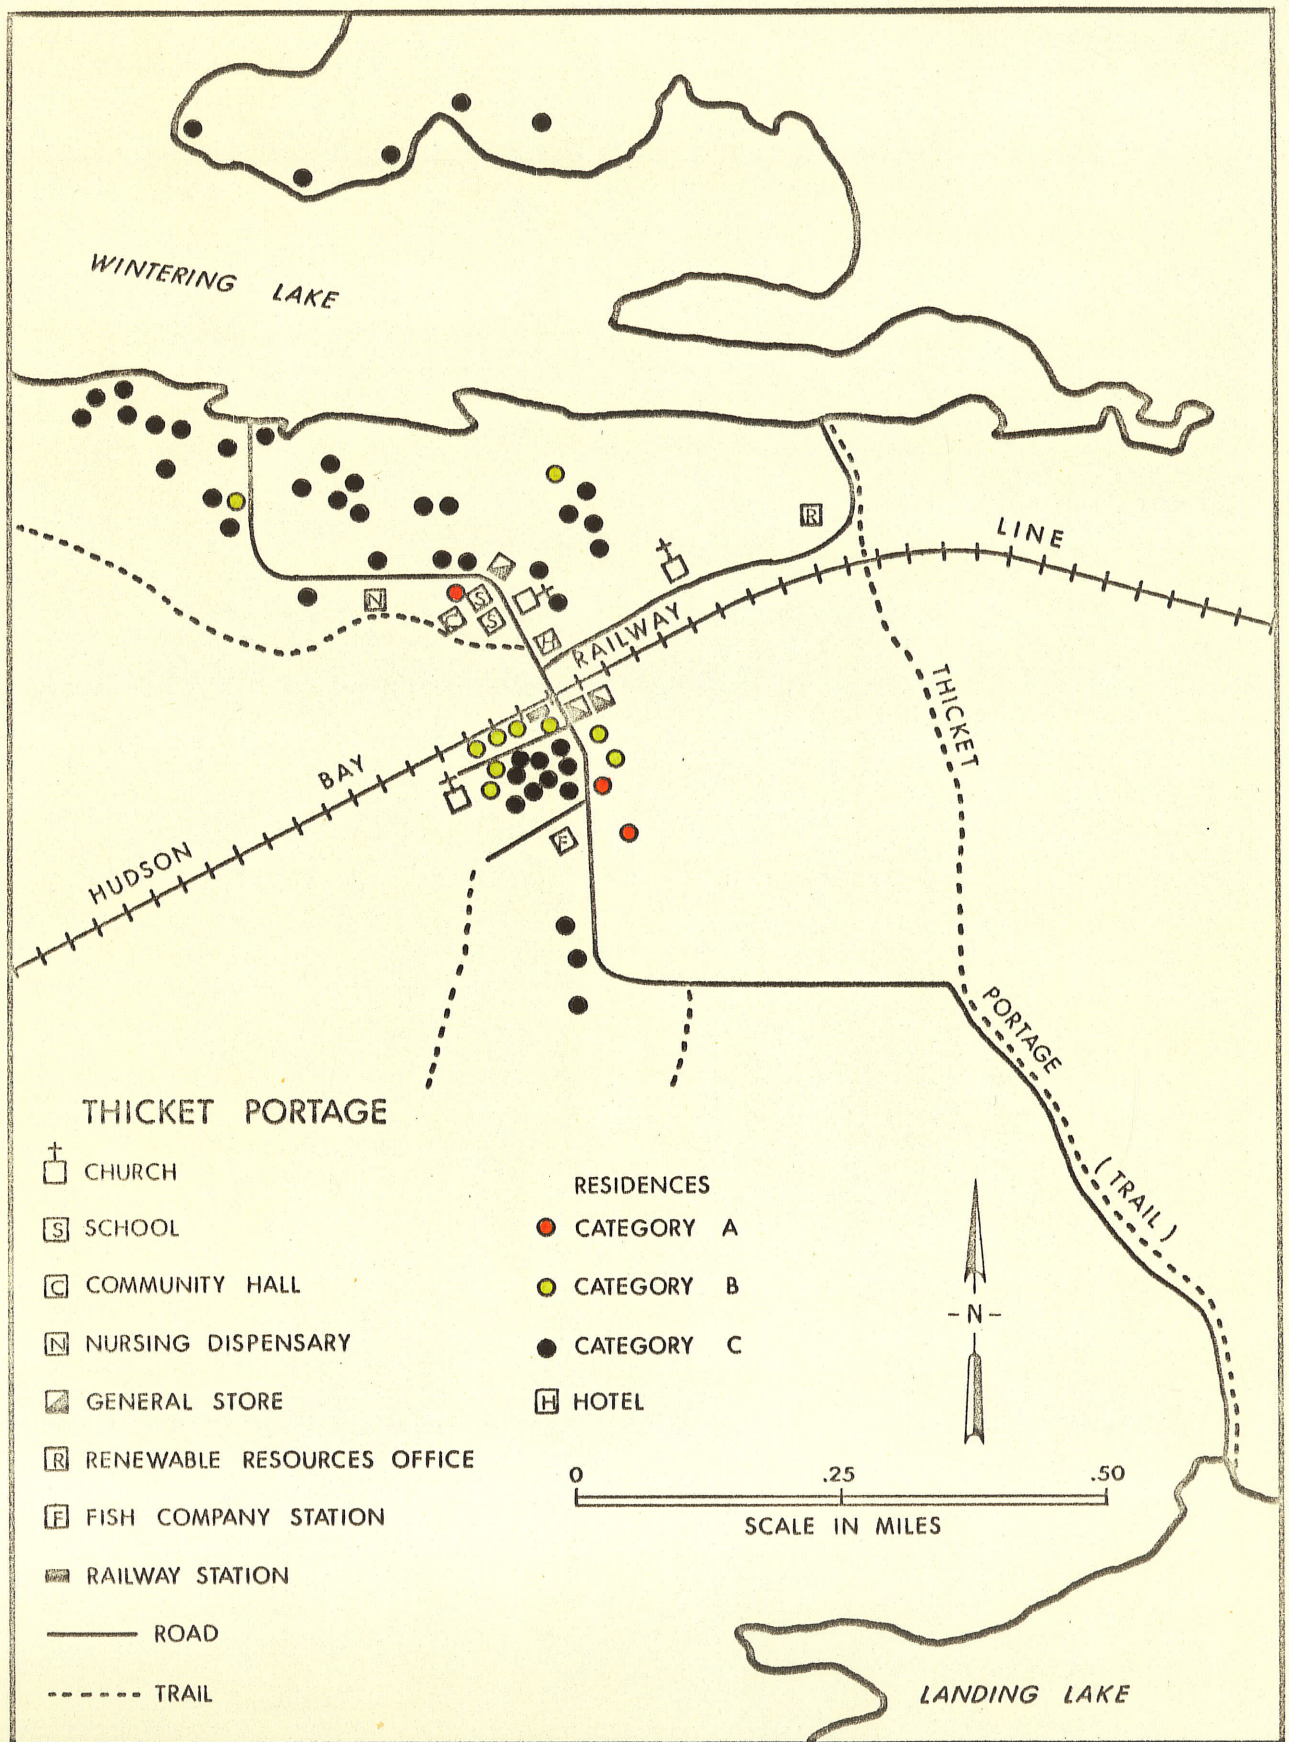 WINTERING LAKE
LINE
R
RAILWAY
N
S
C
S
H
THICKET
BAY
HUDSON
F
PORTAGE
(TRAIL)
THICKET PORTAGE
CHURCH
S SCHOOL
C COMMUNITY HALL
N NURSING DISPENSARY
GENERAL STORE
R RENEWABLE RESOURCES OFFICE
F FISH COMPANY STATION
RAILWAY STATION
ROAD
TRAIL
RESIDENCES
CATEGORY A
CATEGORY B
CATEGORY C
H HOTEL
-N-
0 .25 .50
SCALE IN MILES
LANDING LAKE